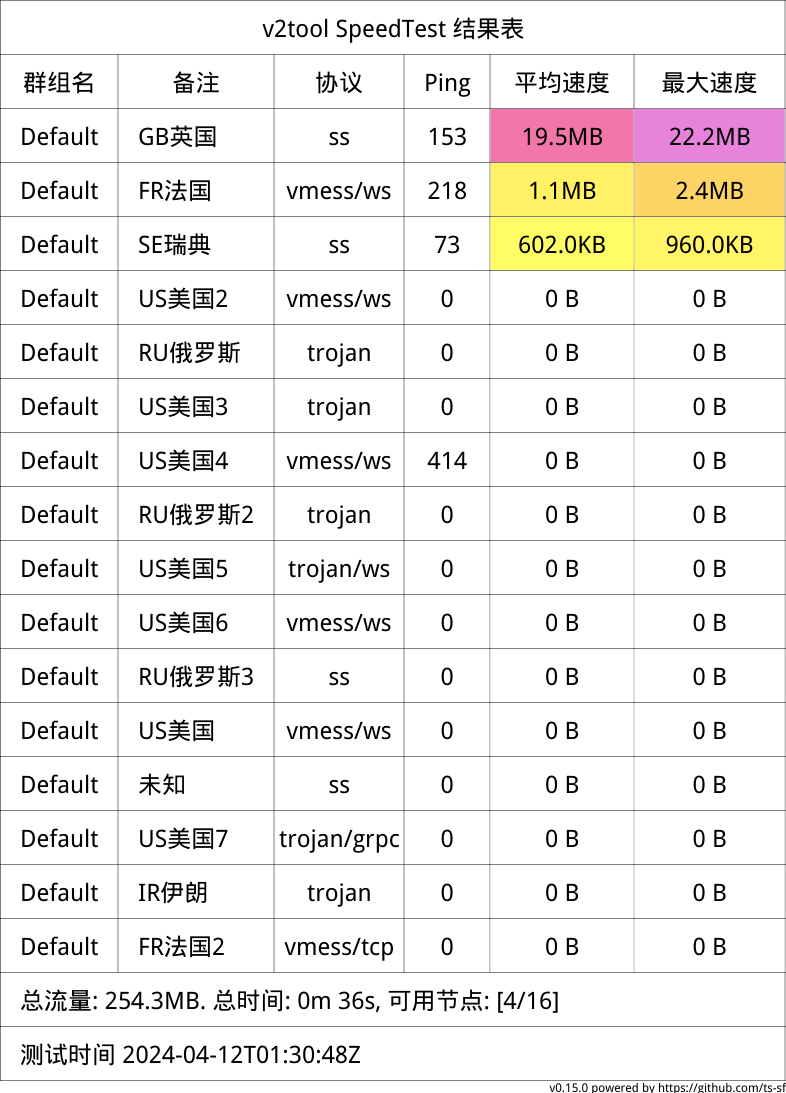 v2tool SpeedTest 结果表
群组名 备注 协议 Ping 平均速度 最大速度
Default GB英国 ss 153 19.5MB 22.2MB
Default FR法国 vmess/ws 218 1.1MB 2.4MB
Default SE瑞典 ss 73 602.0KB 960.0KB
Default US美国2 vmess/ws 0 0 B 0 B
Default RU俄罗斯 trojan 0 0 B 0 B
Default US美国3 trojan 0 0 B 0 B
Default US美国4 vmess/ws 414 0 B 0 B
Default RU俄罗斯2 trojan 0 0 B 0 B
Default US美国5 trojan/ws 0 0 B 0 B
Default US美国6 vmess/ws 0 0 B 0 B
Default RU俄罗斯3 ss 0 0 B 0 B
Default US美国 vmess/ws 0 0 B 0 B
Default 未知 ss 0 0 B 0 B
Default US美国7 trojan/grpc 0 0 B 0 B
Default IR伊朗 trojan 0 0 B 0 B
Default FR法国2 vmess/tcp 0 0 B 0 B
总流量: 254.3MB. 总时间: 0m 36s, 可用节点: [4/16]
测试时间 2024-04-12T01:30:48Z
v0.15.0 powered by https://github.com/ts-sf